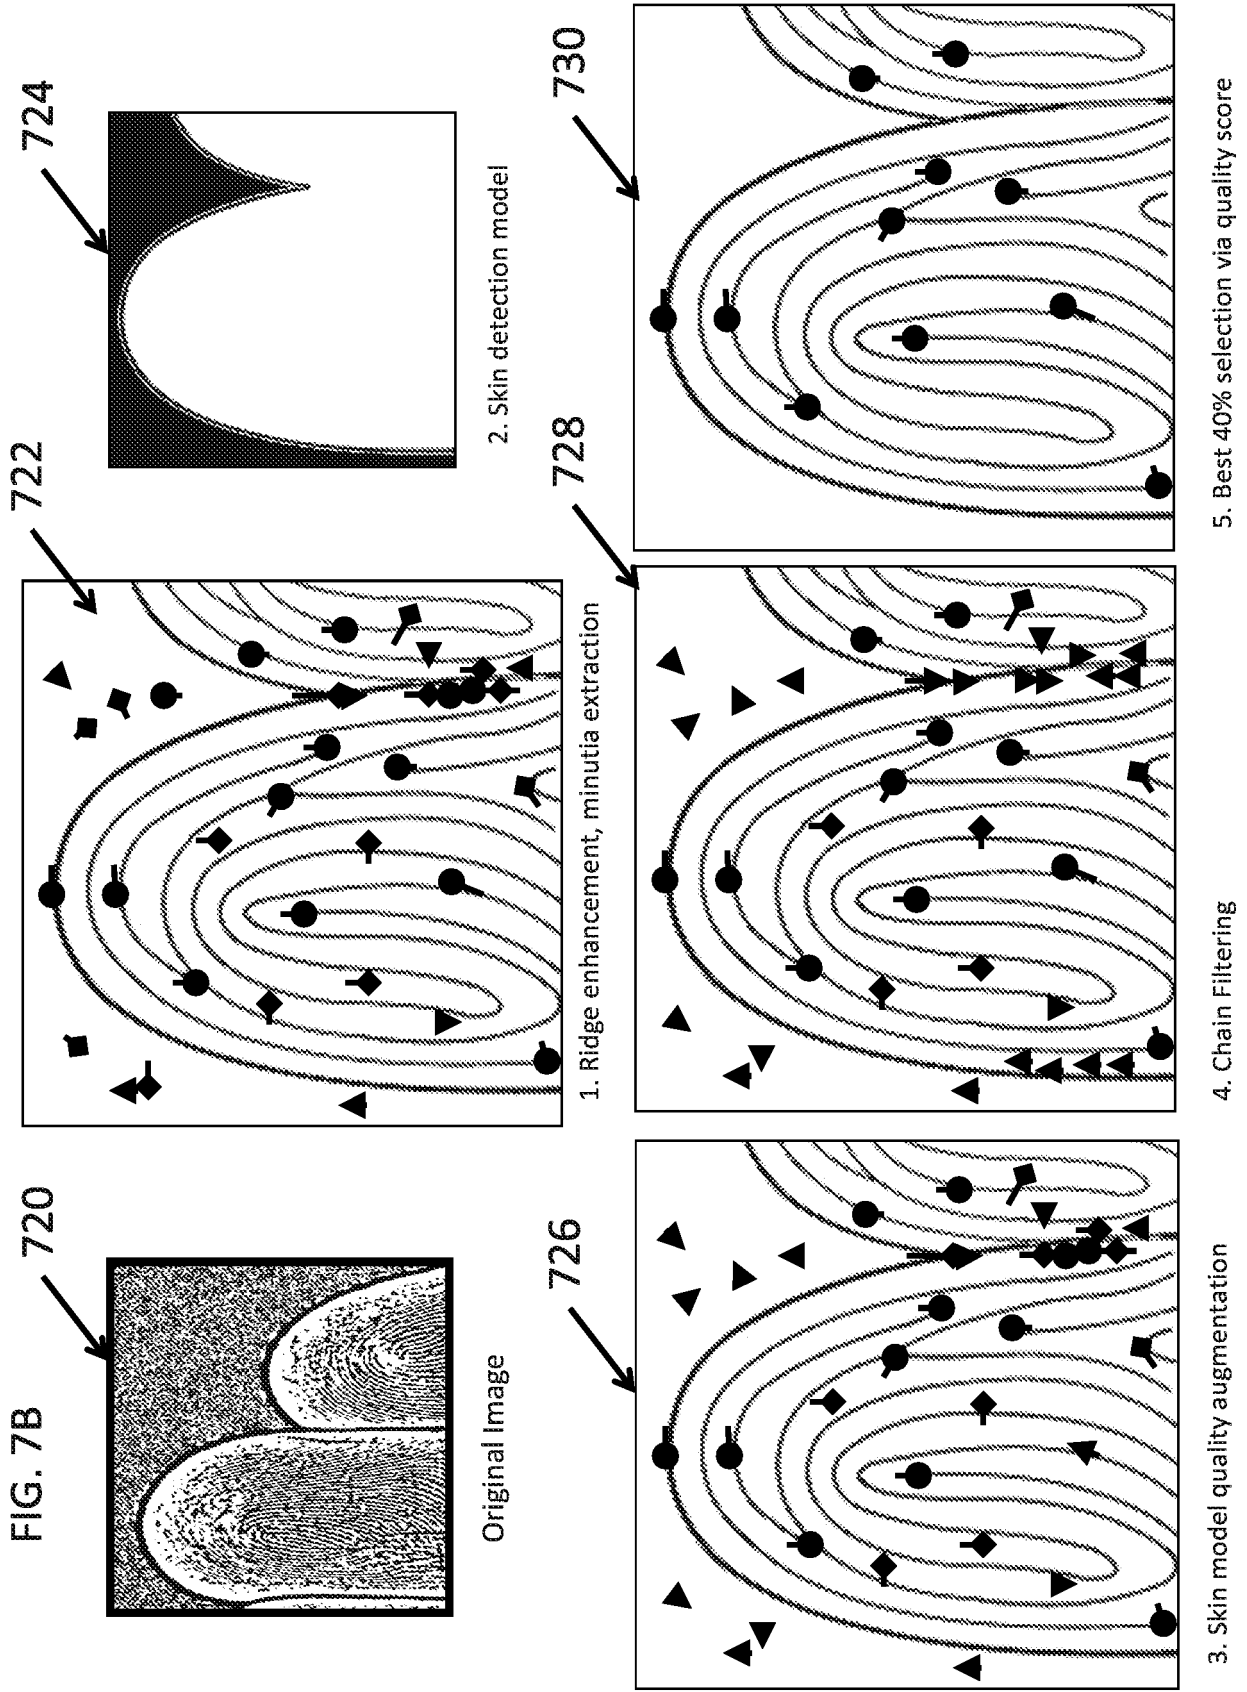 FIG. 7B
720
Original Image
722
1. Ridge enhancement, minutia extraction
724
2. Skin detection model
726
3. Skin model quality augmentation
728
4. Chain Filtering
730
5. Best 40% selection via quality score